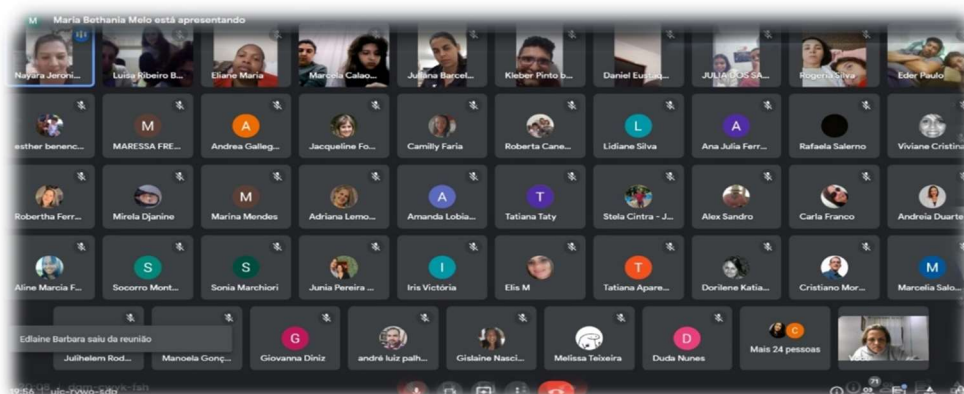 M Maria Bethania Melo está apresentando
Nayara Jeroni... Luisa Ribeiro B... Eliane Maria Marcela Calao... Juliana Barcel... Kleber Pinto b... Daniel Eustáq... JULIA DOS SA... Rogeria Silva Eder Paulo
M A L A
esther benenc... MARESSA FRE... Andrea Galleg... Jacqueline Fo... Camilly Faria Roberta Cane... Lidiane Silva Ana Julia Ferr... Rafaela Salerno Viviane Cristina
M A T
Robertha Ferr... Mirela Djanine Marina Mendes Adriana Lemo... Amanda Lobia... Tatiana Taty Stela Cintra - J... Alex Sandro Carla Franco Andreia Duarte
S S I T M
Aline Marcia F... Socorro Mont... Sonia Marchiori Junia Pereira ... Iris Victória Elis M Tatiana Apare... Dorilene Katia... Cristiano Mor... Marcelia Salo...
G D C
Edlaine Barbara saiu da reunião
Julihelem Rod... Manoela Gonç... Giovanna Diniz andré luiz palh... Gislaine Nasci... Melissa Teixeira Duda Nunes Mais 24 pessoas
71